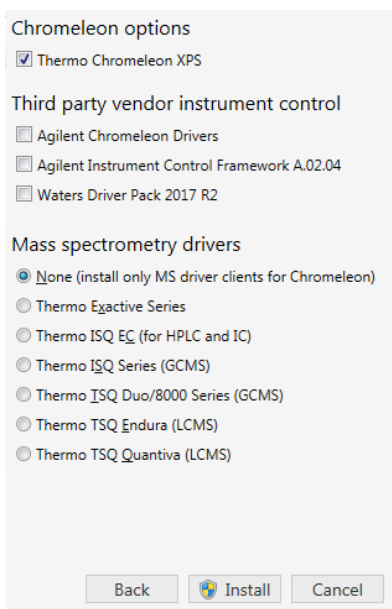 Chromeleon options
Thermo Chromeleon XPS
Third party vendor instrument control
Agilent Chromeleon Drivers
Agilent Instrument Control Framework A.02.04
Waters Driver Pack 2017 R2
Mass spectrometry drivers
None (install only MS driver clients for Chromeleon)
Thermo Exactive Series
Thermo ISQ EC (for HPLC and IC)
Thermo ISQ Series (GCMS)
Thermo TSQ Duo/8000 Series (GCMS)
Thermo TSQ Endura (LCMS)
Thermo TSQ Quantiva (LCMS)
Back Install Cancel